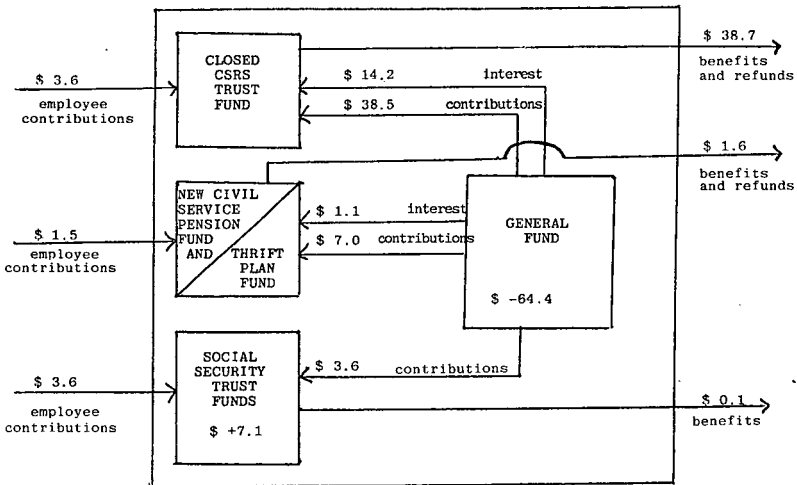 $ 38.7
benefits
and refunds
CLOSED
CSRS
TRUST
FUND
$ 3.6
employee
contributions
$ 14.2 interest
$ 38.5 contributions
$ 1.6
benefits
and refunds
NEW CIVIL
SERVICE
PENSION
FUND
AND
THRIFT
PLAN
FUND
$ 1.5
employee
contributions
$ 1.1 interest
$ 7.0 contributions
GENERAL
FUND
$ -64.4
SOCIAL
SECURITY
TRUST
FUNDS
$ +7.1
$ 3.6
employee
contributions
$ 3.6 contributions
$ 0.1
benefits